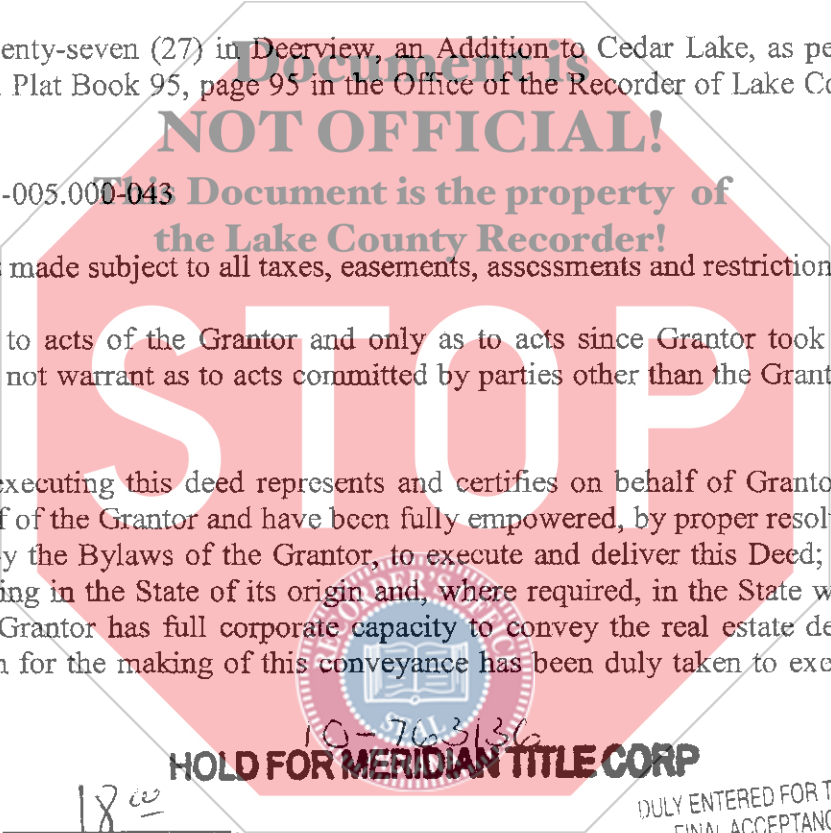 enty-seven (27) in Deerview, an Addition to Cedar Lake, as pe
Document is
Plat Book 95, page 95 in the Office of the Recorder of Lake Co
NOT OFFICIAL!
-005.000-043
This Document is the property of
the Lake County Recorder!
s made subject to all taxes, easements, assessments and restriction
to acts of the Grantor and only as to acts since Grantor took
not warrant as to acts committed by parties other than the Grant
STOP
executing this deed represents and certifies on behalf of Granto
f of the Grantor and have been fully empowered, by proper resolu
y the Bylaws of the Grantor, to execute and deliver this Deed;
ing in the State of its origin and, where required, in the State w
Grantor has full corporate capacity to convey the real estate de
n for the making of this conveyance has been duly taken to exe
RECORDER'S OFFICE
SEAL
10-763136
HOLD FOR MERIDIAN TITLE CORP
18 00
DULY ENTERED FOR T
FINAL ACCEPTANC